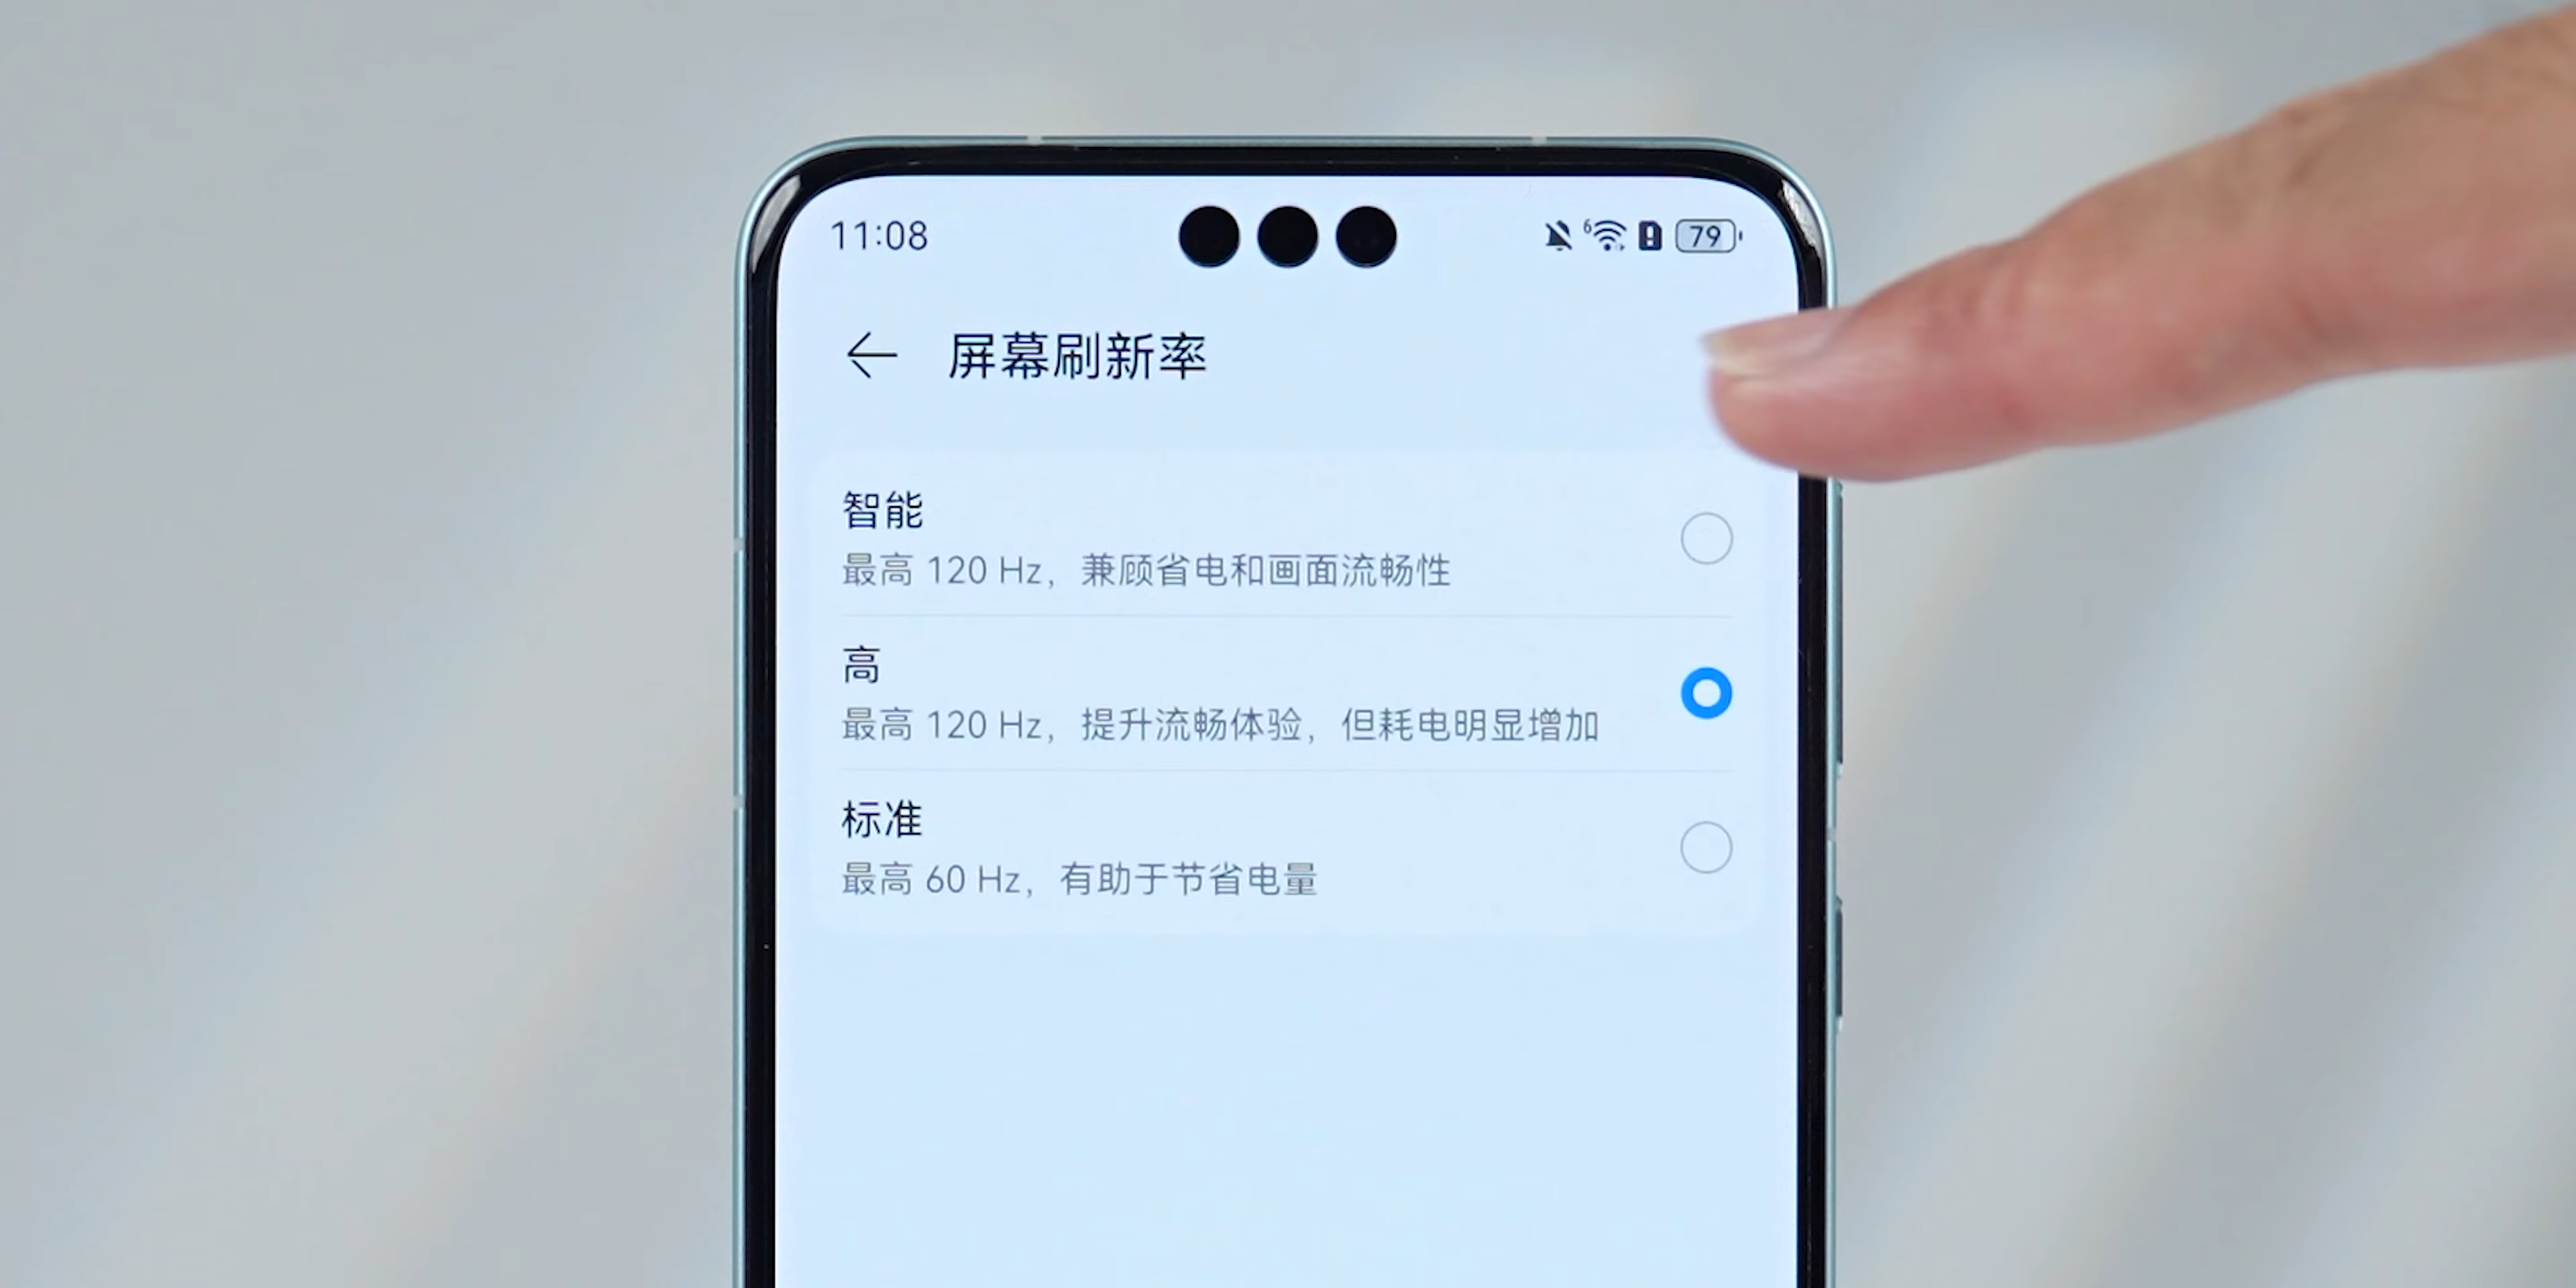 11:08
6
79
屏幕刷新率
智能
最高 120 Hz，兼顾省电和画面流畅性
高
最高 120 Hz，提升流畅体验，但耗电明显增加
标准
最高 60 Hz，有助于节省电量